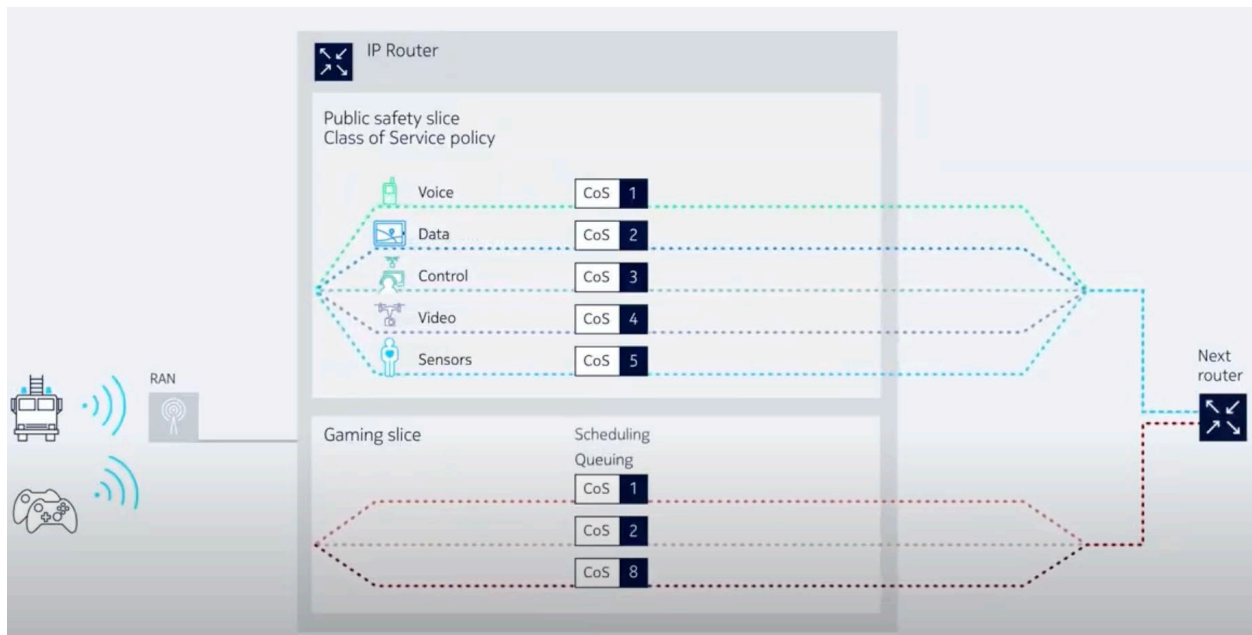 IP Router
Public safety slice
Class of Service policy
Voice CoS 1
Data CoS 2
Control CoS 3
Video CoS 4
Sensors CoS 5
RAN
Next
router
Gaming slice
Scheduling
Queuing
CoS 1
CoS 2
CoS 8